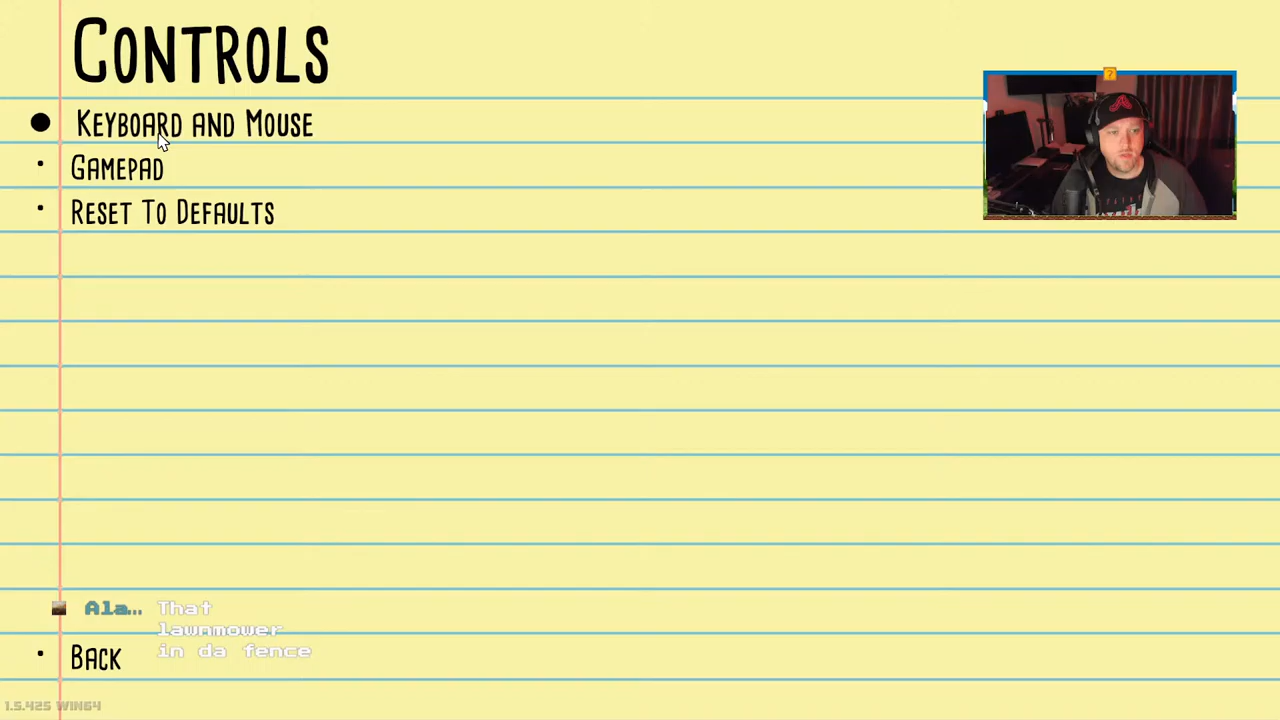 CONTROLS
KEYBOARD AND MOUSE
GAMEPAD
RESET TO DEFAULTS
?
Ala... That
lawnmower
in da fence
BACK
1.5.425 WIN64